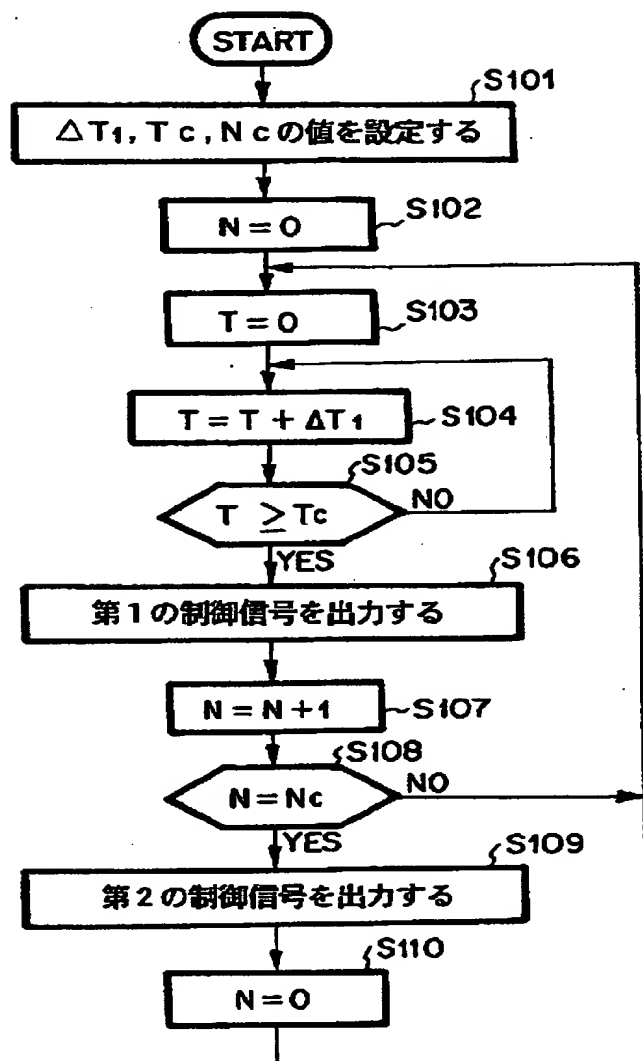 START
S101
△T1, Tc, Ncの値を設定する
S102
N=0
S103
T=0
T=T+ΔT1
S104
S105
T ≥ Tc
NO
YES
S106
第1の制御信号を出力する
N=N+1
S107
S108
N=Nc
NO
YES
S109
第2の制御信号を出力する
S110
N=0